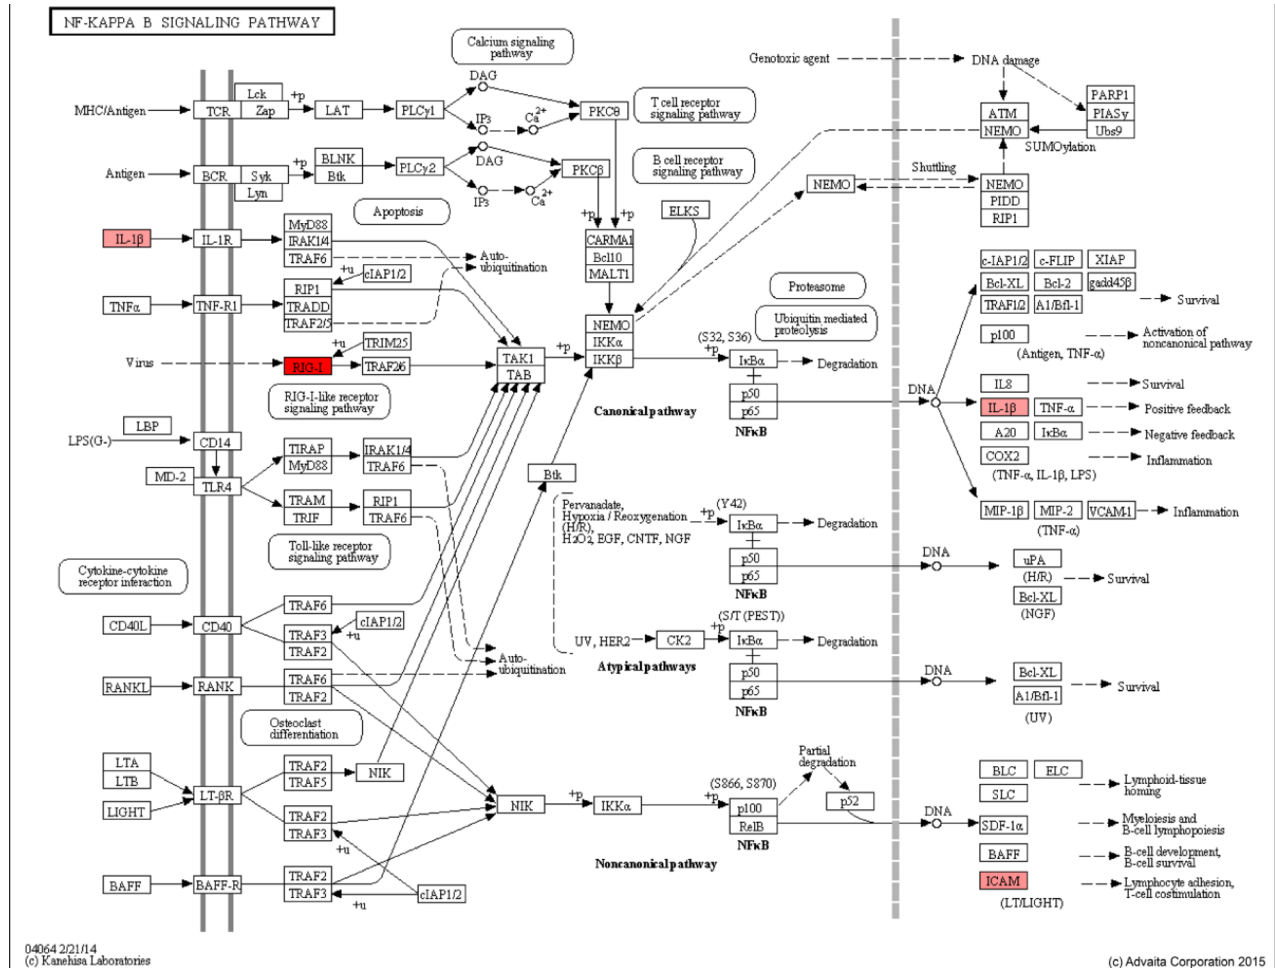 NF-KAPPA B SIGNALING PATHWAY
Calcium signaling
pathway
Genotoxic agent
DNA damage
MHC/Antigen
TCR
Lck
Zap
+p
LAT
PLCγ1
DAG
IP3
Ca2+
PKCθ
T cell receptor
signaling pathway
PARP1
PIASy
Ubs9
ATM
NEMO
SUMOylation
Antigen
BCR
Syk
Lyn
+p
BLNK
Btk
PLCγ2
DAG
IP3
Ca2+
PKCβ
B cell receptor
signaling pathway
NEMO
Shuttling
NEMO
PIDD
RIP1
Apoptosis
+p
+p
ELKS
IL-1β
IL-1R
MyD88
IRAK1/4
TRAF6
Auto-
ubiquitination
CARMA1
Bcl10
MALT1
c-IAP1/2
c-FLIP
XIAP
Bcl-XL
Bcl-2
gadd45β
TRAF1/2
A1/Bfl-1
Survival
+u
cIAP1/2
TNFα
TNF-R1
RIP1
TRADD
TRAF2/5
Proteasome
Ubiquitin mediated
proteolysis
NEMO
IKKα
IKKβ
p100
Activation of
noncanonical pathway
(Antigen, TNF-α)
Virus
+u
TRIM25
RIG-I
TRAF2/6
TAK1
TAB
+p
(S32, S36)
+p
IκBα
Degradation
p50
p65
NFκB
Canonical pathway
DNA
RIG-I-like receptor
signaling pathway
IL8
Survival
IL-1β
TNF-α
Positive feedback
A20
IκBα
Negative feedback
COX2
Inflammation
(TNF-α, IL-1β, LPS)
LPS(G-)
LBP
CD14
MD-2
TLR4
TIRAP
MyD88
IRAK1/4
TRAF6
TRAM
TRIF
RIP1
TRAF6
Btk
Toll-like receptor
signaling pathway
Pervanadate,
Hypoxia / Reoxygenation
(H/R),
H2O2, EGF, CNTF, NGF
(Y42)
+p
IκBα
Degradation
p50
p65
NFκB
MIP-1β
MIP-2
VCAM-1
Inflammation
(TNF-α)
DNA
uPA
(H/R)
Bcl-XL
(NGF)
Survival
Cytokine-cytokine
receptor interaction
CD40L
CD40
TRAF6
TRAF3
TRAF2
+u
cIAP1/2
(S/T (PEST))
UV, HER2
CK2
+p
IκBα
Degradation
p50
p65
NFκB
Atypical pathways
Auto-
ubiquitination
RANKL
RANK
TRAF6
TRAF2
DNA
Bcl-XL
A1/Bfl-1
(UV)
Survival
Osteoclast
differentiation
LTA
LTB
LIGHT
LT-βR
TRAF2
TRAF5
NIK
TRAF2
TRAF3
+u
NIK
+p
IKKα
(S866, S870)
+p
p100
RelB
NFκB
Partial
degradation
p52
DNA
Noncanonical pathway
BLC
ELC
SLC
Lymphoid-tissue
homing
SDF-1α
Myeloiesis and
B-cell lymphopoiesis
BAFF
B-cell development,
B-cell survival
ICAM
Lymphocyte adhesion,
T-cell costimulation
(LT/LIGHT)
BAFF
BAFF-R
TRAF2
TRAF3
+u
cIAP1/2
04064 2/21/14
(c) Kanehisa Laboratories
(c) Advaita Corporation 2015